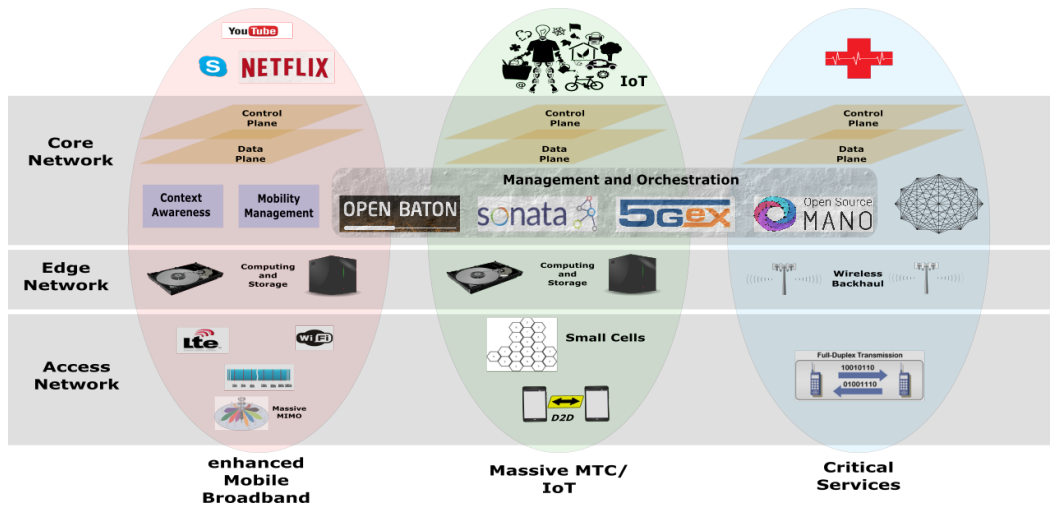 YouTube
S
NETFLIX
IoT
Core
Network
Control
Plane
Data
Plane
Control
Plane
Data
Plane
Control
Plane
Data
Plane
Management and Orchestration
Context
Awareness
Mobility
Management
OPEN BATON
sonata
5GEx
Open Source
MANO
Edge
Network
Computing
and
Storage
Computing
and
Storage
Wireless
Backhaul
Access
Network
Lte
WiFi
Massive
MIMO
Small Cells
D2D
Full-Duplex Transmission
10010110
01001110
enhanced
Mobile
Broadband
Massive MTC/
IoT
Critical
Services